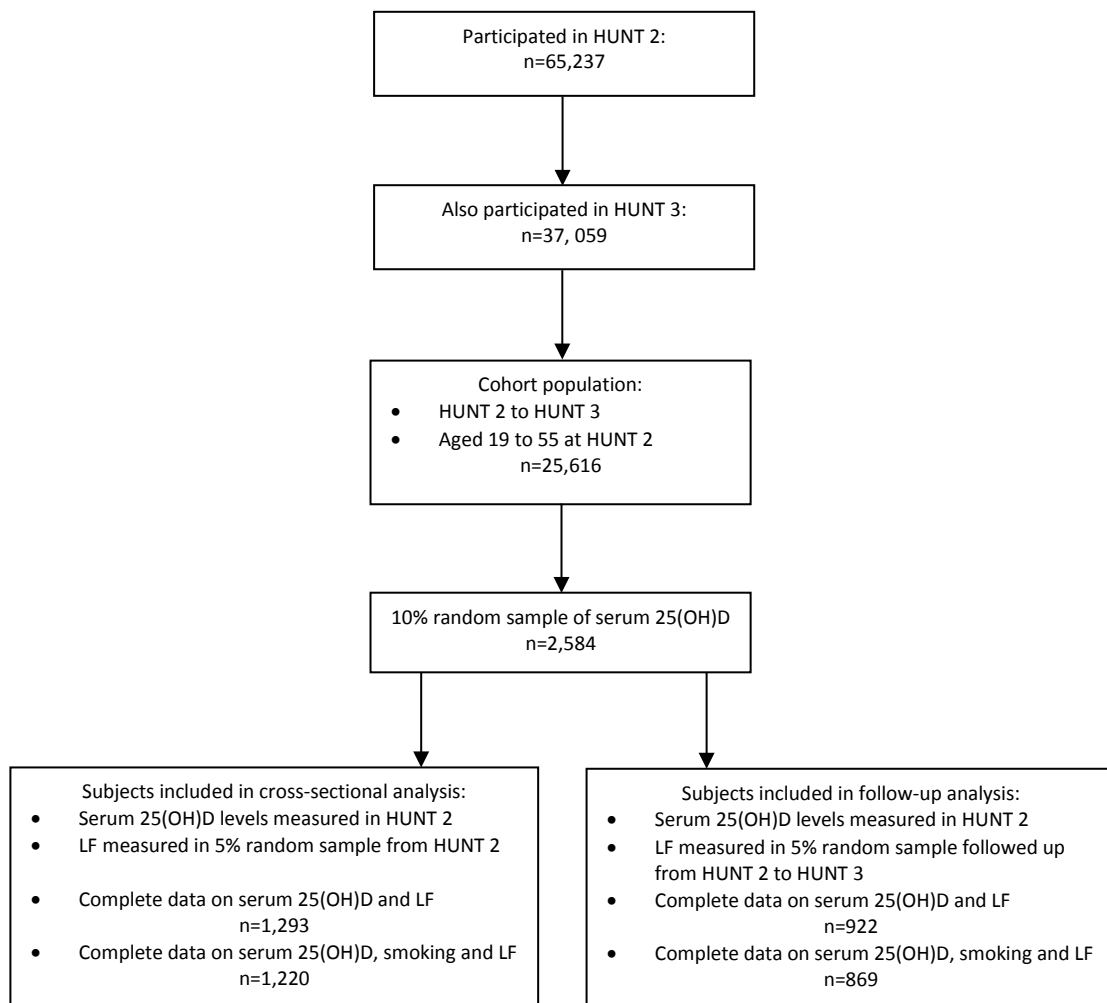 Participated in HUNT 2:
n=65,237
Also participated in HUNT 3:
n=37, 059
Cohort population:
• HUNT 2 to HUNT 3
• Aged 19 to 55 at HUNT 2
n=25,616
10% random sample of serum 25(OH)D
n=2,584
Subjects included in cross-sectional analysis:
• Serum 25(OH)D levels measured in HUNT 2
• LF measured in 5% random sample from HUNT 2
• Complete data on serum 25(OH)D and LF
n=1,293
• Complete data on serum 25(OH)D, smoking and LF
n=1,220
Subjects included in follow-up analysis:
• Serum 25(OH)D levels measured in HUNT 2
• LF measured in 5% random sample followed up
from HUNT 2 to HUNT 3
• Complete data on serum 25(OH)D and LF
n=922
• Complete data on serum 25(OH)D, smoking and LF
n=869